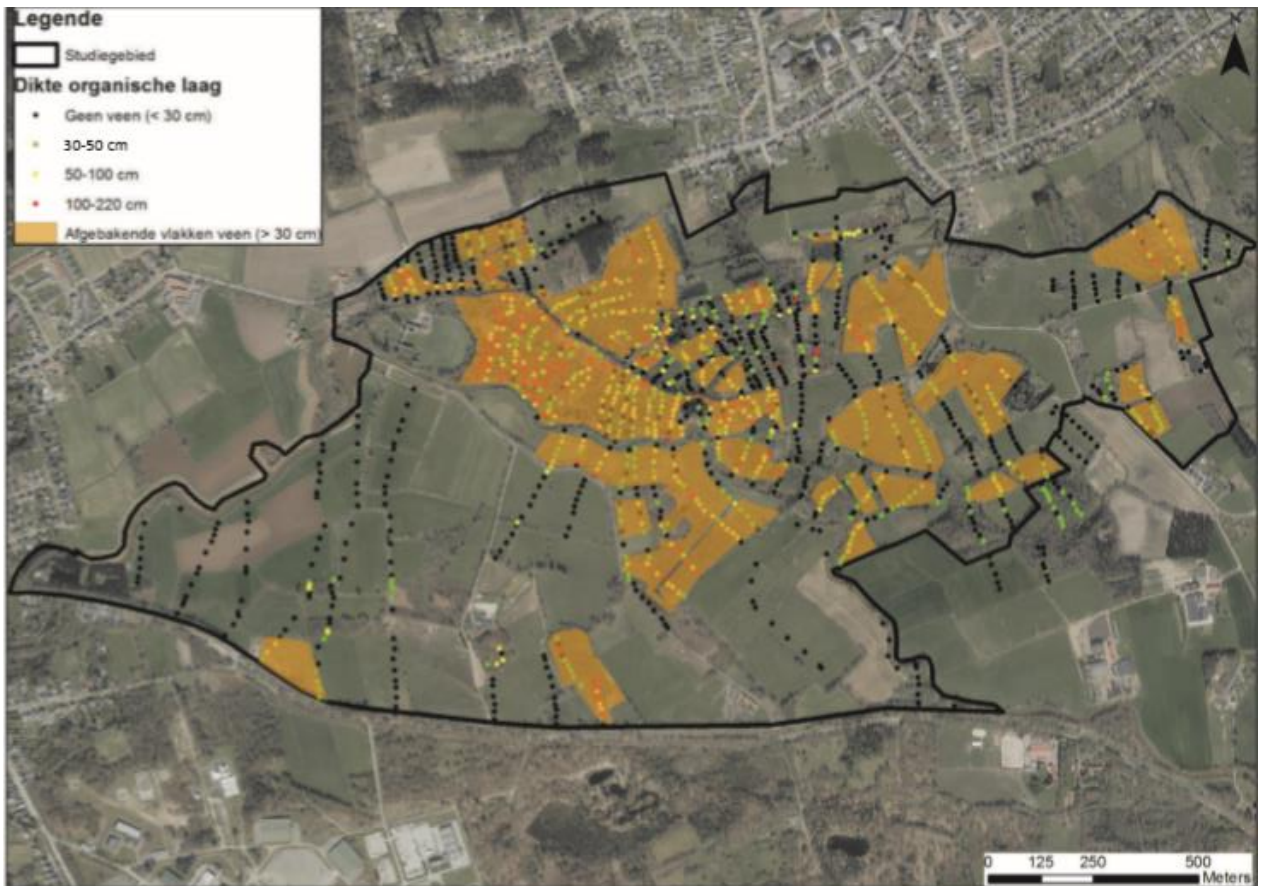 Legende
Studiegebied
Dikte organische laag
Geen veen (< 30 cm)
30-50 cm
50-100 cm
100-220 cm
Afgebakende vlakken veen (> 30 cm)
N
0 125 250 500
Meters